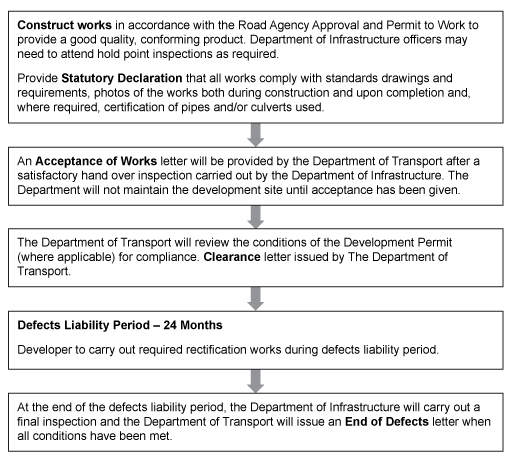 Construct works in accordance with the Road Agency Approval and Permit to Work to
provide a good quality, conforming product. Department of Infrastructure officers may
need to attend hold point inspections as required.
Provide Statutory Declaration that all works comply with standards drawings and
requirements, photos of the works both during construction and upon completion and,
where required, certification of pipes and/or culverts used.
An Acceptance of Works letter will be provided by the Department of Transport after a
satisfactory hand over inspection carried out by the Department of Infrastructure. The
Department will not maintain the development site until acceptance has been given.
The Department of Transport will review the conditions of the Development Permit
(where applicable) for compliance. Clearance letter issued by The Department of
Transport.
Defects Liability Period – 24 Months
Developer to carry out required rectification works during defects liability period.
At the end of the defects liability period, the Department of Infrastructure will carry out a
final inspection and the Department of Transport will issue an End of Defects letter when
all conditions have been met.